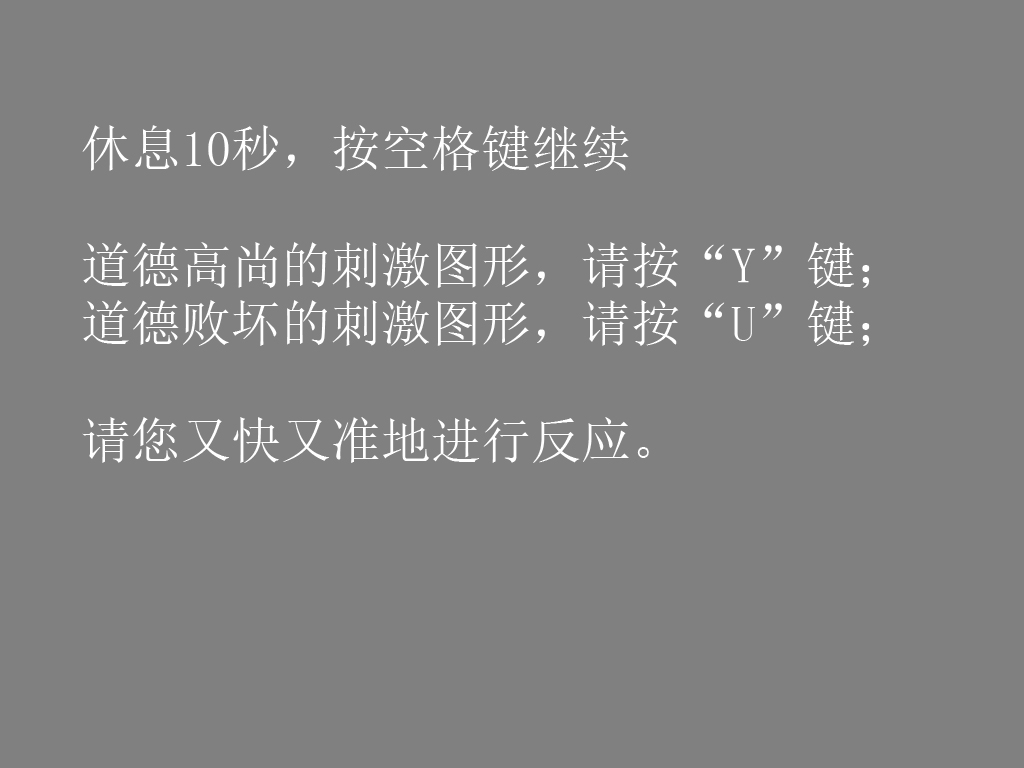 休息10秒，按空格键继续
道德高尚的刺激图形，请按“Y”键；
道德败坏的刺激图形，请按“U”键；
请您又快又准地进行反应。